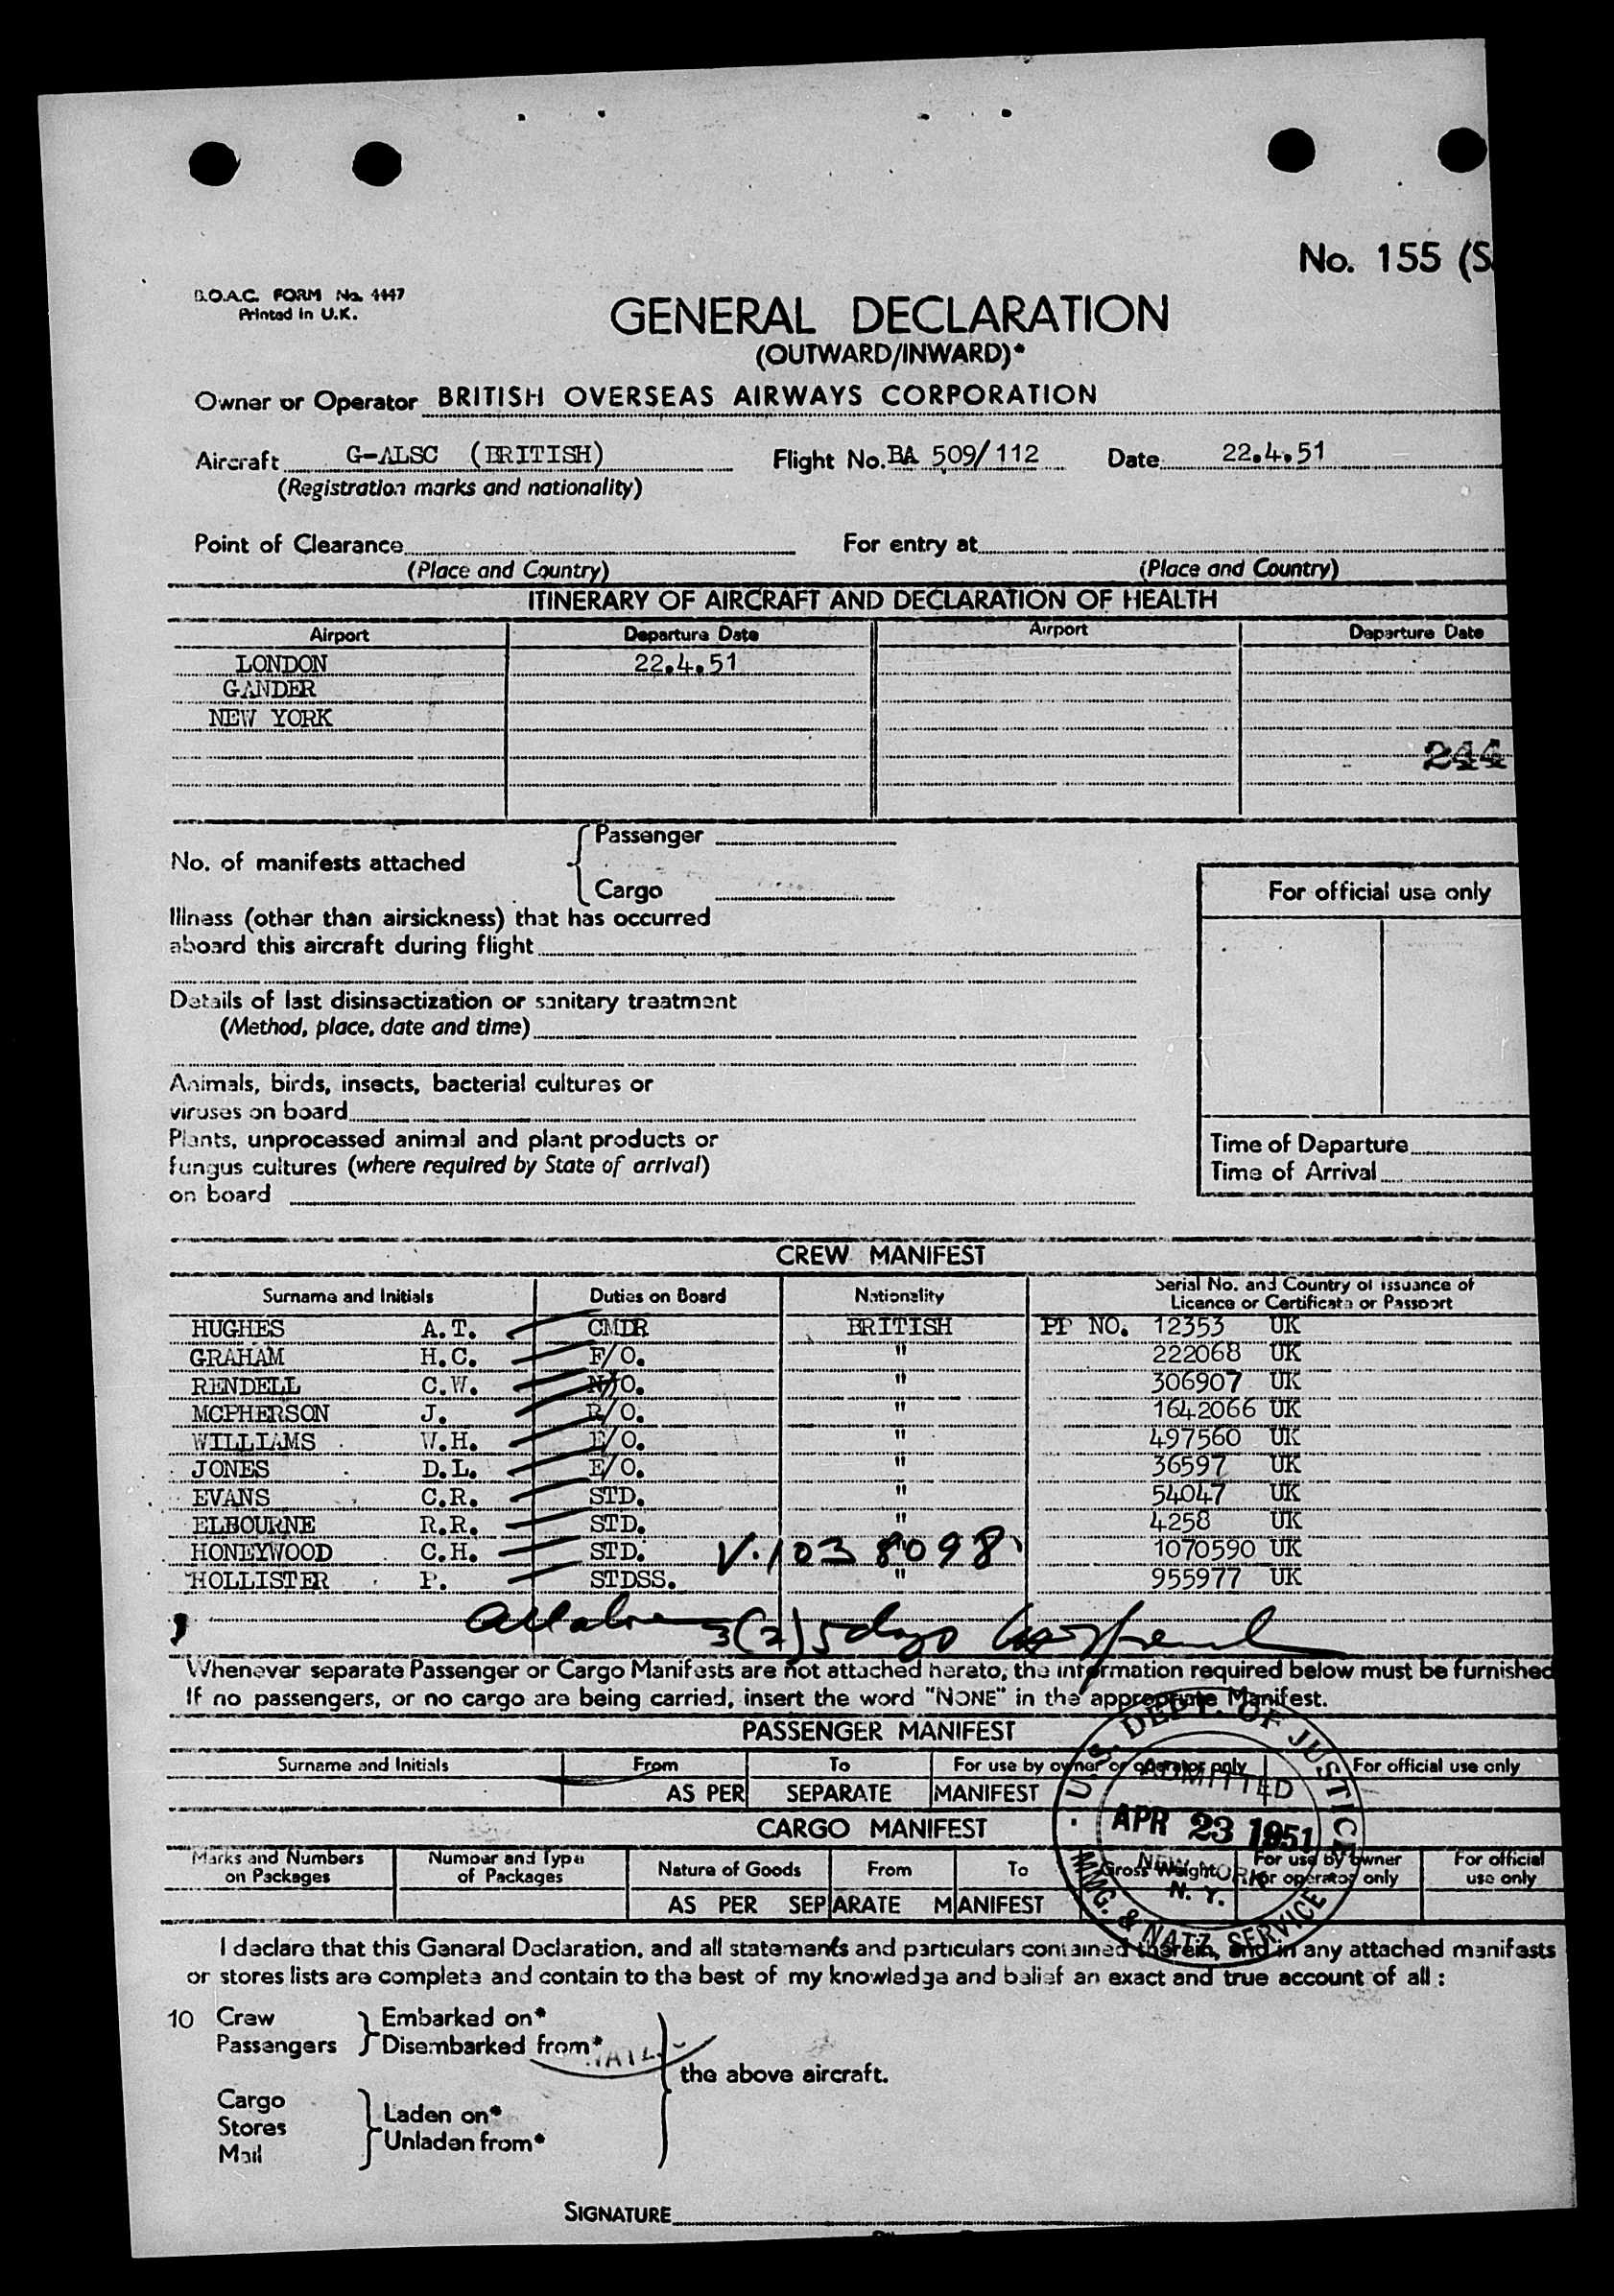 No. 155 (S
B.O.A.C. FORM No. 4447
Printed in U.K.
GENERAL DECLARATION
(OUTWARD/INWARD)*
Owner or Operator BRITISH OVERSEAS AIRWAYS CORPORATION
Aircraft G-ALSC (BRITISH) Flight No. BA 509/112 Date 22.4.51
(Registration marks and nationality)
Point of Clearance For entry at
(Place and Country) (Place and Country)
ITINERARY OF AIRCRAFT AND DECLARATION OF HEALTH
Airport Departure Date Airport Departure Date
LONDON 22.4.51
GANDER
NEW YORK
244
Passenger
No. of manifests attached
Cargo
For official use only
Illness (other than airsickness) that has occurred
aboard this aircraft during flight
Details of last disinsactization or sanitary treatment
(Method, place, date and time)
Animals, birds, insects, bacterial cultures or
viruses on board
Plants, unprocessed animal and plant products or
fungus cultures (where required by State of arrival)
on board
Time of Departure
Time of Arrival
CREW MANIFEST
Surname and Initials Duties on Board Nationality Serial No. and Country of issuance of
Licence or Certificate or Passport
HUGHES A.T. CMDR BRITISH PP NO. 12353 UK
GRAHAM H.C. F/O. " 222068 UK
RENDELL C.W. N/O. " 306907 UK
MCPHERSON J. R/O. " 1642066 UK
WILLIAMS W.H. E/O. " 497560 UK
JONES D.L. E/O. " 36597 UK
EVANS C.R. STD. " 54047 UK
ELBOURNE R.R. STD. " 4258 UK
HONEYWOOD C.H. STD. V.1038098 " 1070590 UK
HOLLISTER P. STDSS. " 955977 UK
3(2) 5 days
Whenever separate Passenger or Cargo Manifests are not attached hereto, the information required below must be furnished
If no passengers, or no cargo are being carried, insert the word "NONE" in the appropriate Manifest.
PASSENGER MANIFEST
Surname and Initials From To For use by owner or operator only For official use only
AS PER SEPARATE MANIFEST
CARGO MANIFEST
Marks and Numbers on Packages Number and Type of Packages Nature of Goods From To Gross Weight For use by owner or operator only For official use only
AS PER SEPARATE MANIFEST
U.S. DEPT. OF JUSTICE
ADMITTED
APR 23 1951
NEW YORK
N. Y.
IMMG. & NATZ SERVICE
I declare that this General Declaration, and all statements and particulars contained therein, and in any attached manifests
or stores lists are complete and contain to the best of my knowledge and belief an exact and true account of all :
10 Crew Embarked on*
Passengers Disembarked from*
NATZ.
the above aircraft.
Cargo
Stores Laden on*
Mail Unladen from*
SIGNATURE